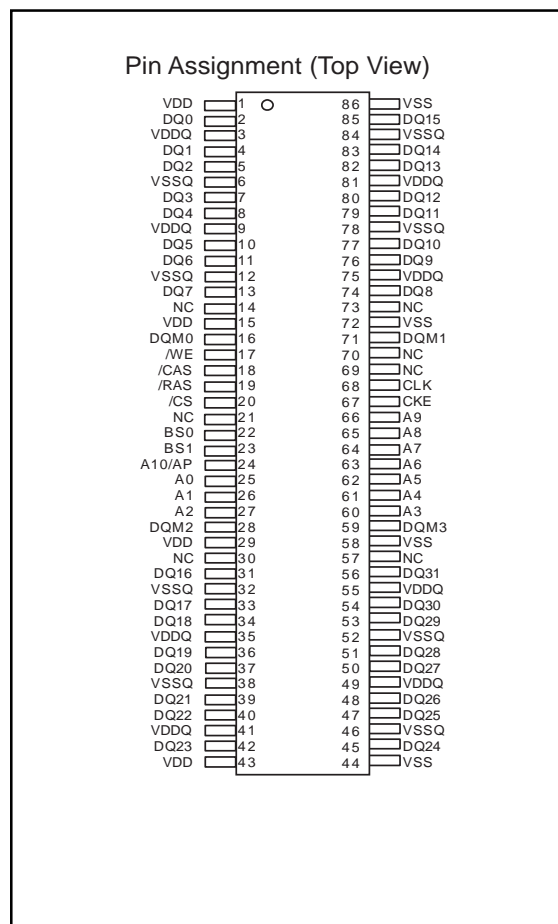 Pin Assignment (Top View)
VDD 1 86 VSS
DQ0 2 85 DQ15
VDDQ 3 84 VSSQ
DQ1 4 83 DQ14
DQ2 5 82 DQ13
VSSQ 6 81 VDDQ
DQ3 7 80 DQ12
DQ4 8 79 DQ11
VDDQ 9 78 VSSQ
DQ5 10 77 DQ10
DQ6 11 76 DQ9
VSSQ 12 75 VDDQ
DQ7 13 74 DQ8
NC 14 73 NC
VDD 15 72 VSS
DQM0 16 71 DQM1
/WE 17 70 NC
/CAS 18 69 NC
/RAS 19 68 CLK
/CS 20 67 CKE
NC 21 66 A9
BS0 22 65 A8
BS1 23 64 A7
A10/AP 24 63 A6
A0 25 62 A5
A1 26 61 A4
A2 27 60 A3
DQM2 28 59 DQM3
VDD 29 58 VSS
NC 30 57 NC
DQ16 31 56 DQ31
VSSQ 32 55 VDDQ
DQ17 33 54 DQ30
DQ18 34 53 DQ29
VDDQ 35 52 VSSQ
DQ19 36 51 DQ28
DQ20 37 50 DQ27
VSSQ 38 49 VDDQ
DQ21 39 48 DQ26
DQ22 40 47 DQ25
VDDQ 41 46 VSSQ
DQ23 42 45 DQ24
VDD 43 44 VSS